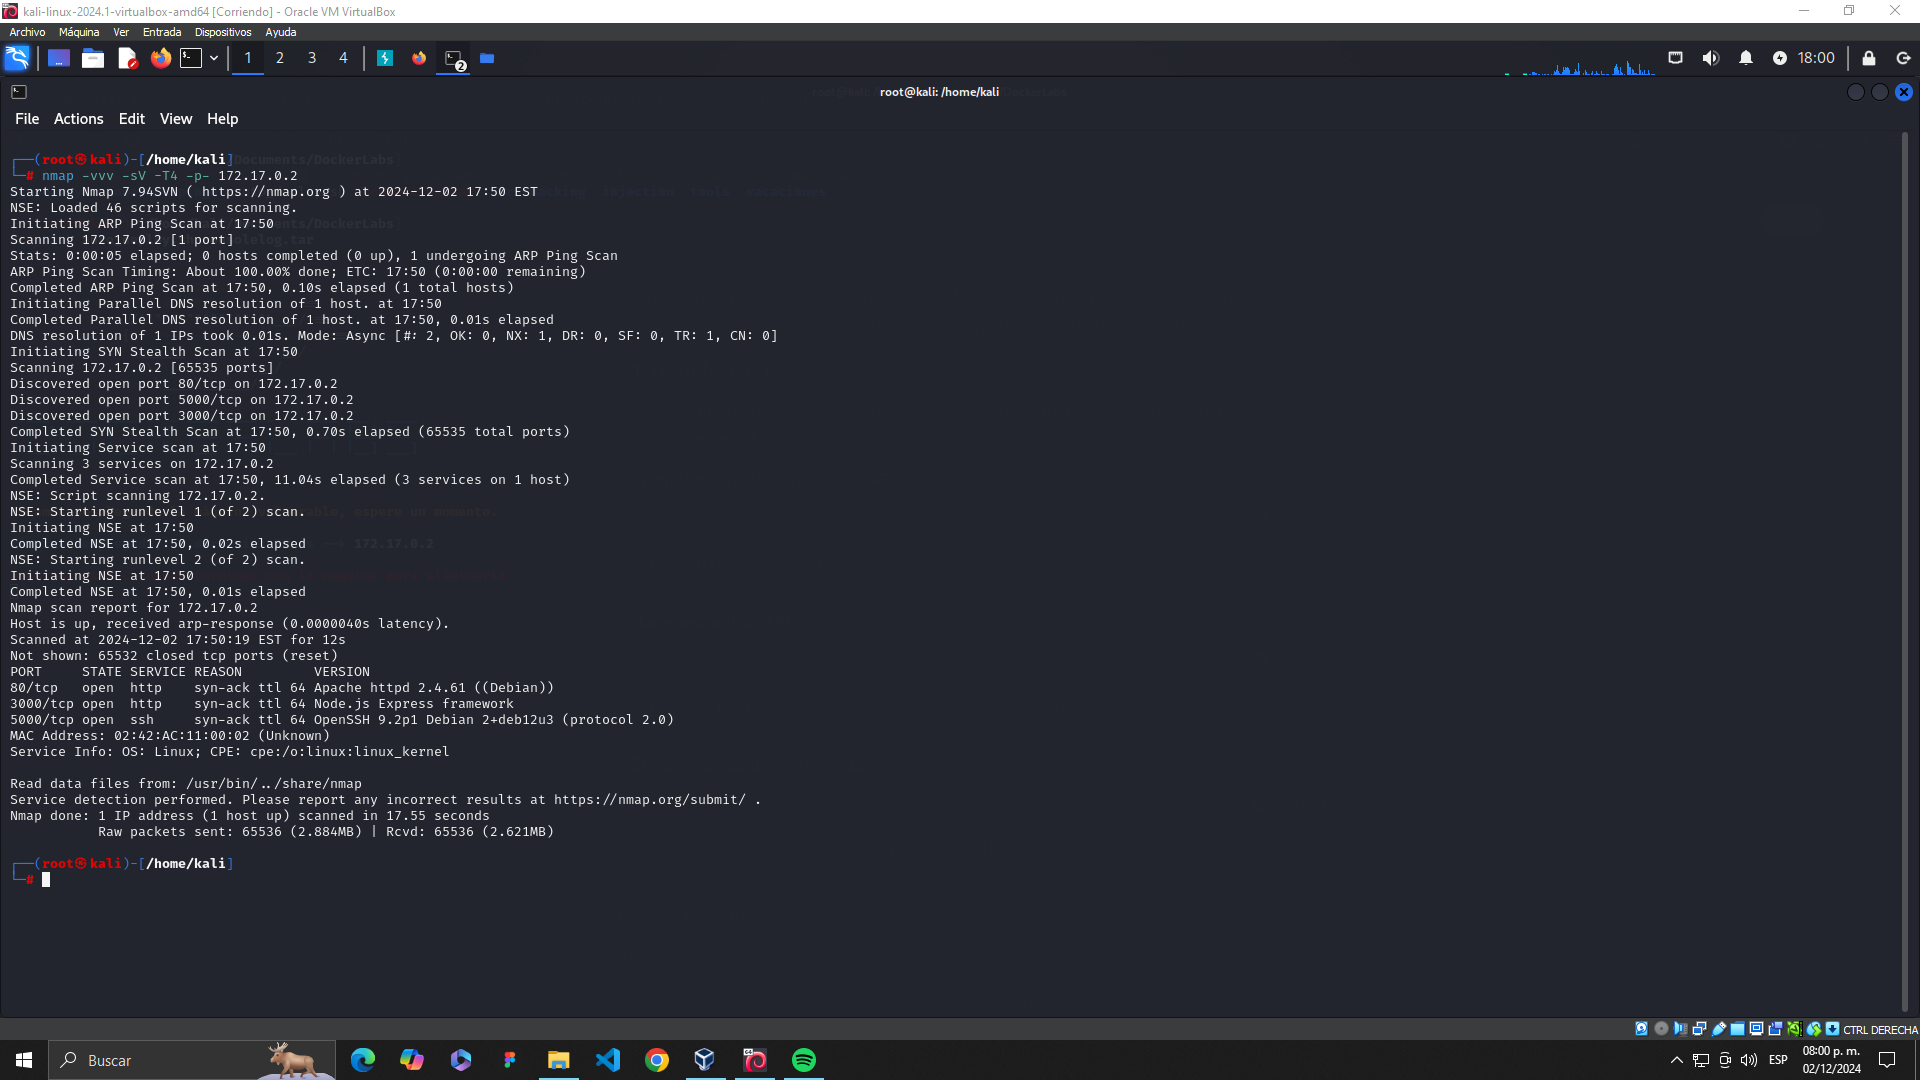 kali-linux-2024.1-virtualbox-amd64 [Corriendo] - Oracle VM VirtualBox
Archivo Máquina Ver Entrada Dispositivos Ayuda
1 2 3 4 2 18:00
root@kali: /home/kali
File Actions Edit View Help
┌──(root㉿kali)-[/home/kali]
└─# nmap -vvv -sV -T4 -p- 172.17.0.2
Starting Nmap 7.94SVN ( https://nmap.org ) at 2024-12-02 17:50 EST
NSE: Loaded 46 scripts for scanning.
Initiating ARP Ping Scan at 17:50
Scanning 172.17.0.2 [1 port]
Stats: 0:00:05 elapsed; 0 hosts completed (0 up), 1 undergoing ARP Ping Scan
ARP Ping Scan Timing: About 100.00% done; ETC: 17:50 (0:00:00 remaining)
Completed ARP Ping Scan at 17:50, 0.10s elapsed (1 total hosts)
Initiating Parallel DNS resolution of 1 host. at 17:50
Completed Parallel DNS resolution of 1 host. at 17:50, 0.01s elapsed
DNS resolution of 1 IPs took 0.01s. Mode: Async [#: 2, OK: 0, NX: 1, DR: 0, SF: 0, TR: 1, CN: 0]
Initiating SYN Stealth Scan at 17:50
Scanning 172.17.0.2 [65535 ports]
Discovered open port 80/tcp on 172.17.0.2
Discovered open port 5000/tcp on 172.17.0.2
Discovered open port 3000/tcp on 172.17.0.2
Completed SYN Stealth Scan at 17:50, 0.70s elapsed (65535 total ports)
Initiating Service scan at 17:50
Scanning 3 services on 172.17.0.2
Completed Service scan at 17:50, 11.04s elapsed (3 services on 1 host)
NSE: Script scanning 172.17.0.2.
NSE: Starting runlevel 1 (of 2) scan.
Initiating NSE at 17:50
Completed NSE at 17:50, 0.02s elapsed
NSE: Starting runlevel 2 (of 2) scan.
Initiating NSE at 17:50
Completed NSE at 17:50, 0.01s elapsed
Nmap scan report for 172.17.0.2
Host is up, received arp-response (0.0000040s latency).
Scanned at 2024-12-02 17:50:19 EST for 12s
Not shown: 65532 closed tcp ports (reset)
PORT STATE SERVICE REASON VERSION
80/tcp open http syn-ack ttl 64 Apache httpd 2.4.61 ((Debian))
3000/tcp open http syn-ack ttl 64 Node.js Express framework
5000/tcp open ssh syn-ack ttl 64 OpenSSH 9.2p1 Debian 2+deb12u3 (protocol 2.0)
MAC Address: 02:42:AC:11:00:02 (Unknown)
Service Info: OS: Linux; CPE: cpe:/o:linux:linux_kernel
Read data files from: /usr/bin/../share/nmap
Service detection performed. Please report any incorrect results at https://nmap.org/submit/ .
Nmap done: 1 IP address (1 host up) scanned in 17.55 seconds
Raw packets sent: 65536 (2.884MB) | Rcvd: 65536 (2.621MB)
┌──(root㉿kali)-[/home/kali]
└─#
CTRL DERECHA
Buscar
ESP
08:00 p. m.
02/12/2024